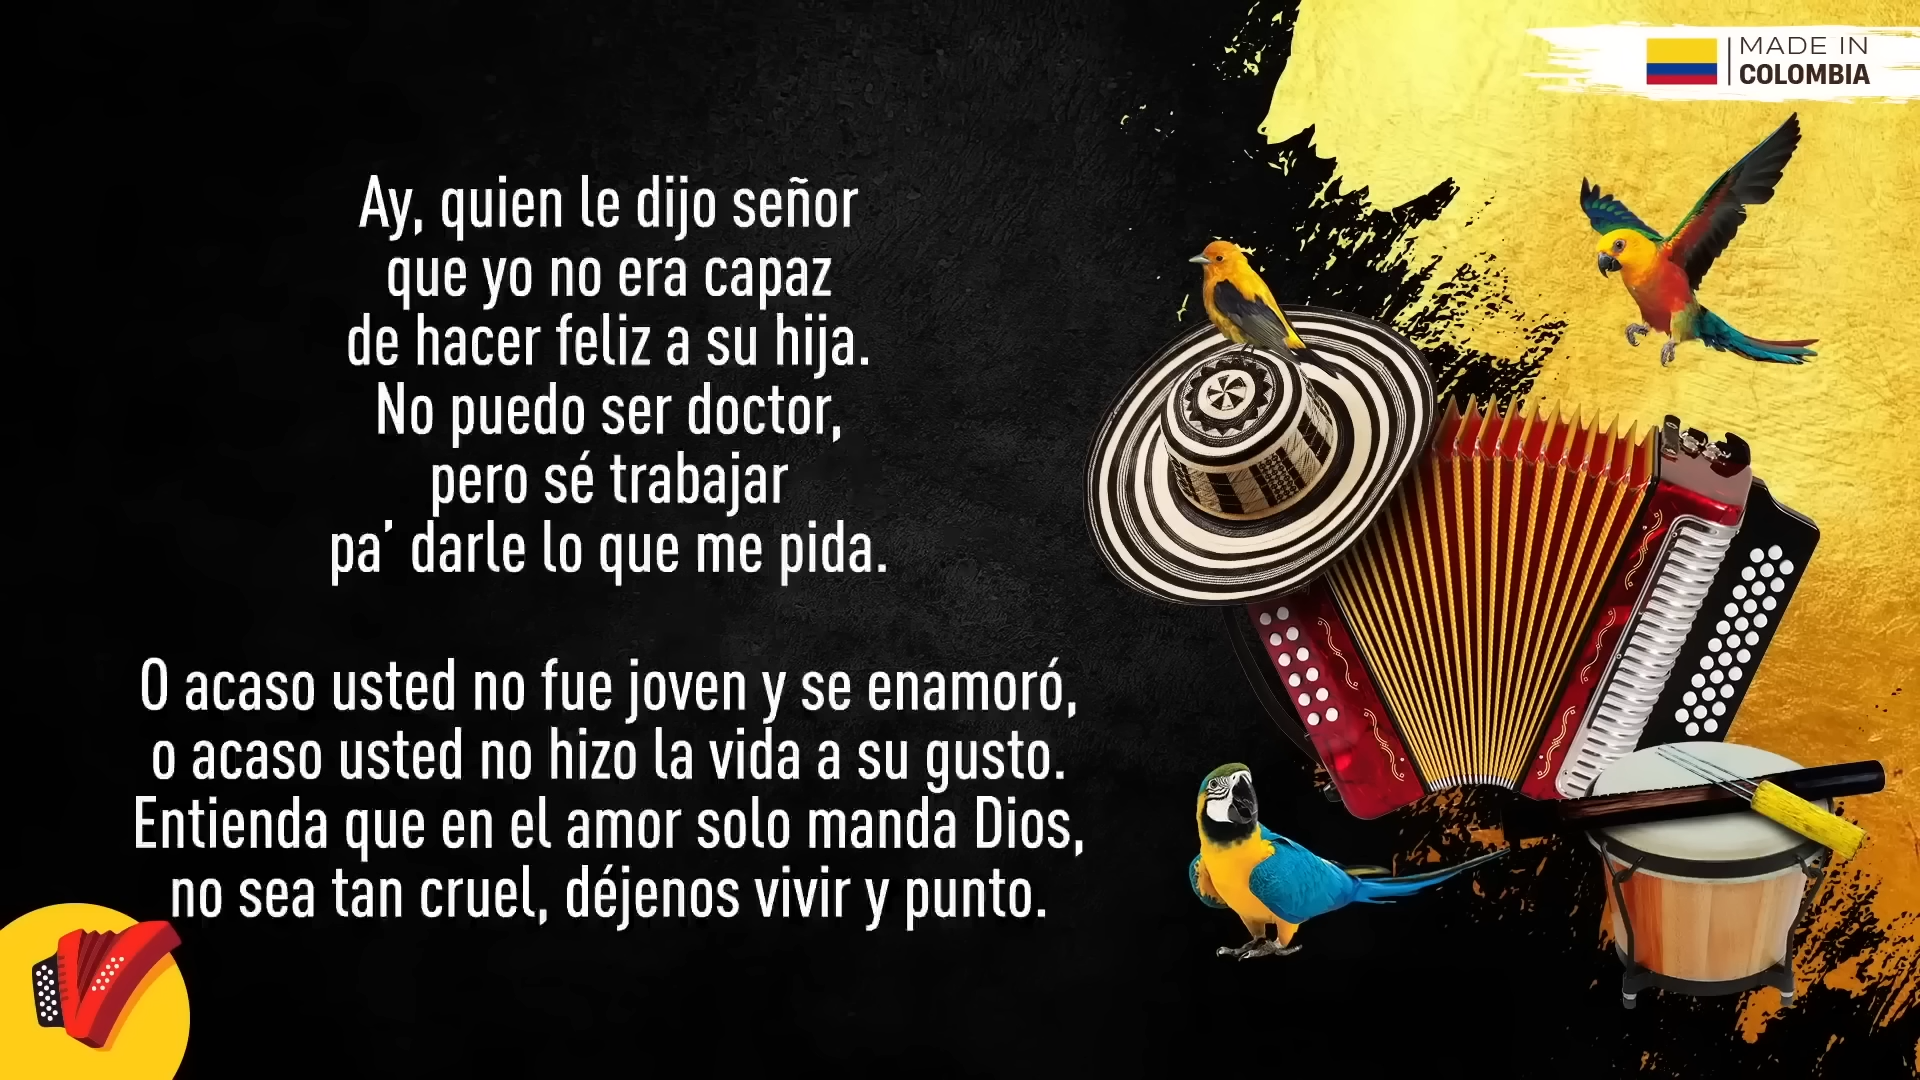 MADE IN
COLOMBIA
Ay, quien le dijo señor
que yo no era capaz
de hacer feliz a su hija.
No puedo ser doctor,
pero sé trabajar
pa' darle lo que me pida.
O acaso usted no fue joven y se enamoró,
o acaso usted no hizo la vida a su gusto.
Entienda que en el amor solo manda Dios,
no sea tan cruel, déjenos vivir y punto.